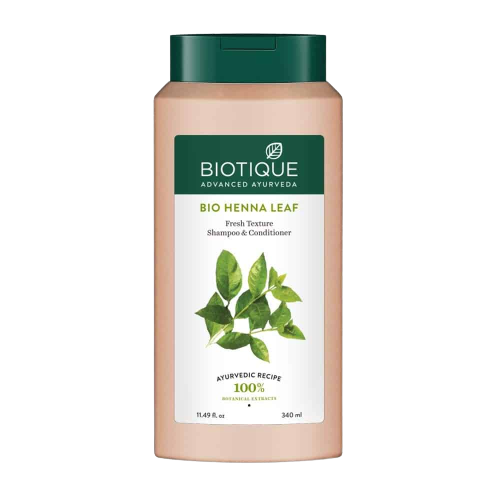 BIOTIQUE
ADVANCED AYURVEDA
BIO HENNA LEAF
Fresh Texture
Shampoo & Conditioner
AYURVEDIC RECIPE
100%
BOTANICAL EXTRACTS
11.49 fl. oz 340 ml